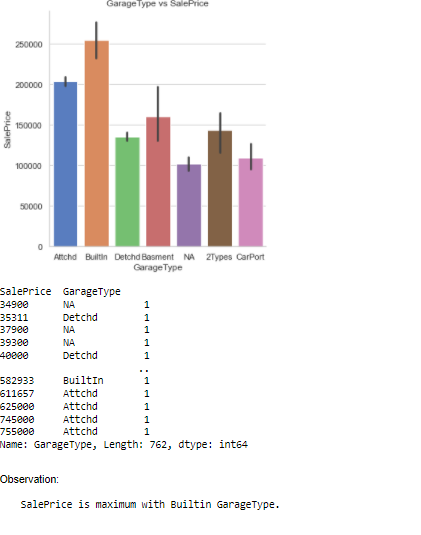 GarageType vs SalePrice
250000
200000
150000
100000
50000
0
SalePrice
Attchd BuiltIn Detchd Basment NA 2Types CarPort
GarageType
SalePrice GarageType
34900 NA 1
35311 Detchd 1
37900 NA 1
39300 NA 1
40000 Detchd 1
..
582933 BuiltIn 1
611657 Attchd 1
625000 Attchd 1
745000 Attchd 1
755000 Attchd 1
Name: GarageType, Length: 762, dtype: int64
Observation:
SalePrice is maximum with Builtin GarageType.